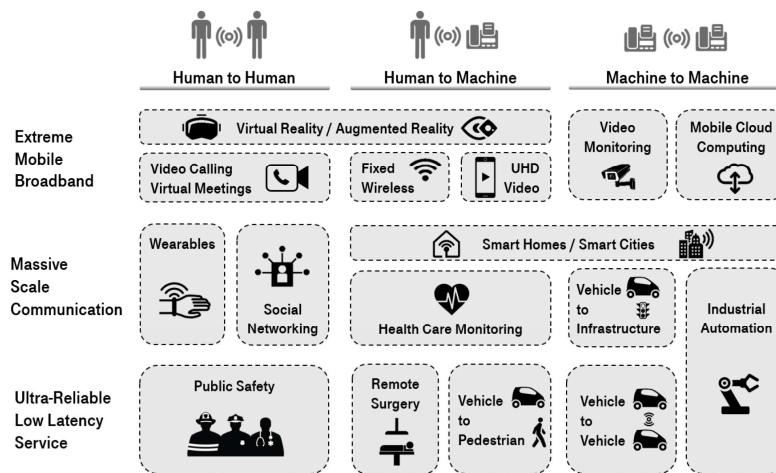 Human to Human
Human to Machine
Machine to Machine
Extreme
Mobile
Broadband
Virtual Reality / Augmented Reality
Video Calling
Virtual Meetings
Fixed
Wireless
UHD
Video
Video
Monitoring
Mobile Cloud
Computing
Massive
Scale
Communication
Wearables
Social
Networking
Smart Homes / Smart Cities
Health Care Monitoring
Vehicle
to
Infrastructure
Industrial
Automation
Ultra-Reliable
Low Latency
Service
Public Safety
Remote
Surgery
Vehicle
to
Pedestrian
Vehicle
to
Vehicle